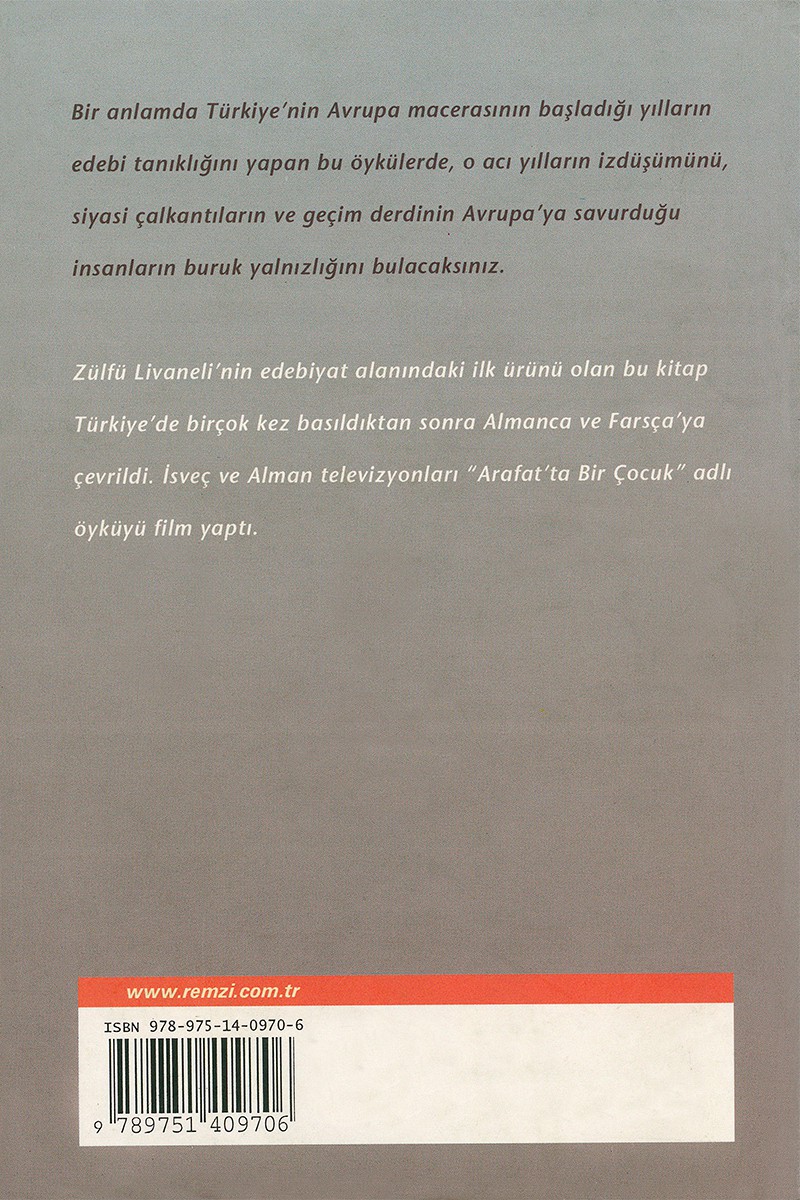 Bir anlamda Türkiye’nin Avrupa macerasının başladığı yılların
edebi tanıklığını yapan bu öykülerde, o acı yılların izdüşümünü,
siyasi çalkantıların ve geçim derdinin Avrupa’ya savurduğu
insanların buruk yalnızlığını bulacaksınız.
Zülfü Livaneli’nin edebiyat alanındaki ilk ürünü olan bu kitap
Türkiye’de birçok kez basıldıktan sonra Almanca ve Farsça’ya
çevrildi. İsveç ve Alman televizyonları “Arafat’ta Bir Çocuk” adlı
öyküyü film yaptı.
www.remzi.com.tr
ISBN 978-975-14-0970-6
9 789751 409706